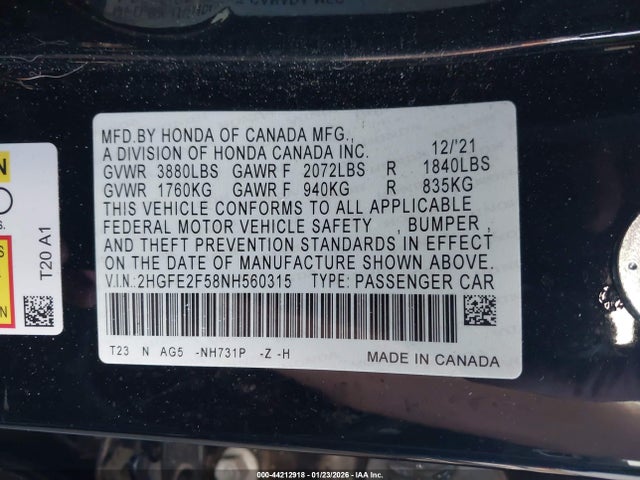 MFD.BY HONDA OF CANADA MFG.,
A DIVISION OF HONDA CANADA INC. 12/'21
GVWR 3880LBS GAWR F 2072LBS R 1840LBS
GVWR 1760KG GAWR F 940KG R 835KG
THIS VEHICLE CONFORMS TO ALL APPLICABLE
FEDERAL MOTOR VEHICLE SAFETY , BUMPER ,
AND THEFT PREVENTION STANDARDS IN EFFECT
ON THE DATE OF MANUFACTURE SHOWN ABOVE.
V.I.N.:2HGFE2F58NH560315 TYPE: PASSENGER CAR
T23 N AG5 -NH731P -Z -H
MADE IN CANADA
T20 A1
000-44212918 - 01/23/2026 - IAA Inc.